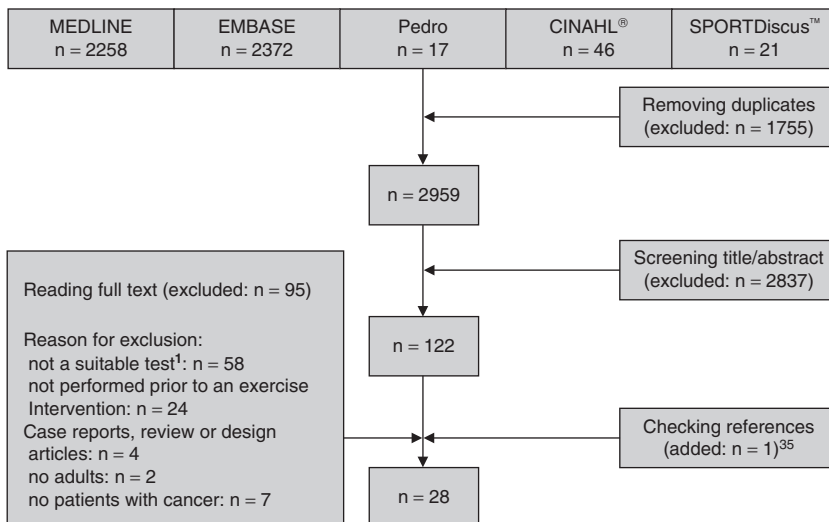 MEDLINE
n = 2258
EMBASE
n = 2372
Pedro
n = 17
CINAHL®
n = 46
SPORTDiscus™
n = 21
Removing duplicates
(excluded: n = 1755)
n = 2959
Screening title/abstract
(excluded: n = 2837)
n = 122
Reading full text (excluded: n = 95)
Reason for exclusion:
not a suitable test¹: n = 58
not performed prior to an exercise
Intervention: n = 24
Case reports, review or design
articles: n = 4
no adults: n = 2
no patients with cancer: n = 7
Checking references
(added: n = 1)³⁵
n = 28